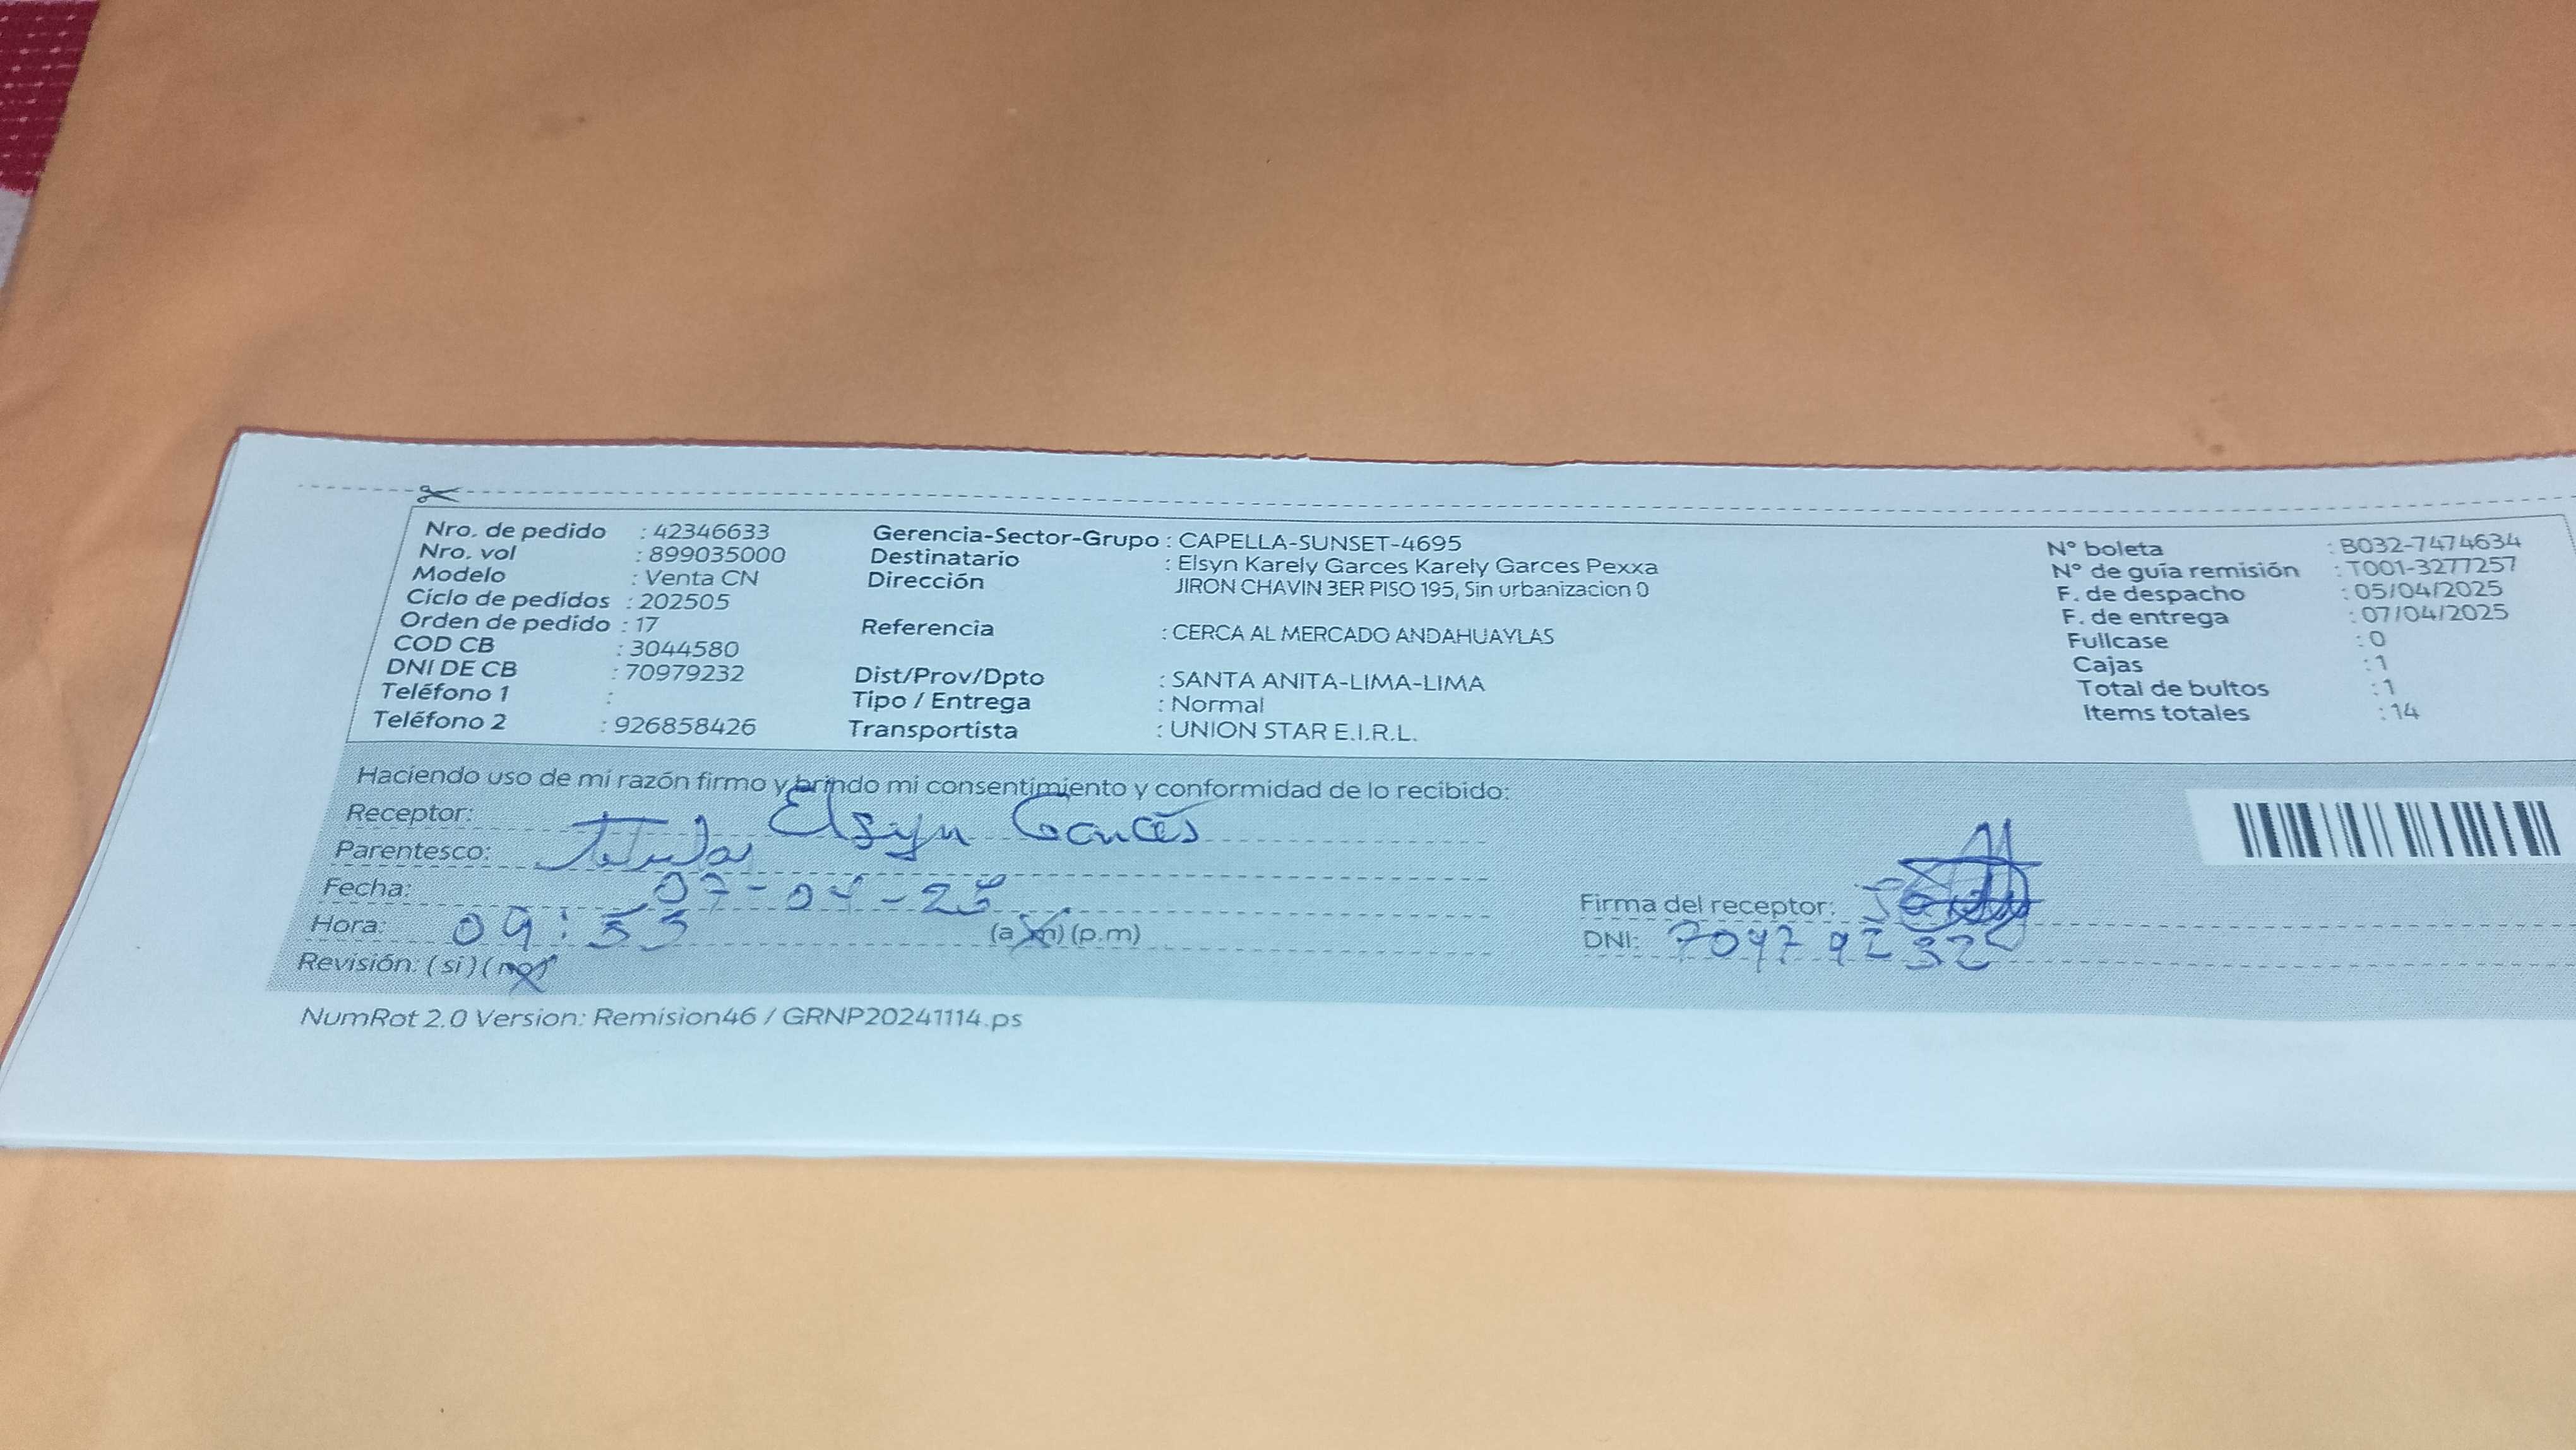 Nro. de pedido : 42346633
Nro. vol : 899035000
Modelo : Venta CN
Ciclo de pedidos : 202505
Orden de pedido : 17
COD CB : 3044580
DNI DE CB : 70979232
Teléfono 1 :
Teléfono 2 : 926858426
Gerencia-Sector-Grupo : CAPELLA-SUNSET-4695
Destinatario : Elsyn Karely Garces Karely Garces Pexxa
Dirección JIRON CHAVIN 3ER PISO 195, Sin urbanizacion 0
Referencia : CERCA AL MERCADO ANDAHUAYLAS
Dist/Prov/Dpto : SANTA ANITA-LIMA-LIMA
Tipo / Entrega : Normal
Transportista : UNION STAR E.I.R.L.
N° boleta : B032-7474634
N° de guía remisión : T001-3277257
F. de despacho : 05/04/2025
F. de entrega : 07/04/2025
Fullcase : 0
Cajas : 1
Total de bultos : 1
Items totales : 14
Haciendo uso de mi razón firmo y brindo mi consentimiento y conformidad de lo recibido:
Receptor: Elsyn Garces
Parentesco: Titular
Fecha: 07-04-25
Hora: 09:53 (a.m) (p.m)
Revisión: (si) (no)
Firma del receptor:
DNI: 70979232
NumRot 2.0 Version: Remision46 / GRNP20241114.ps